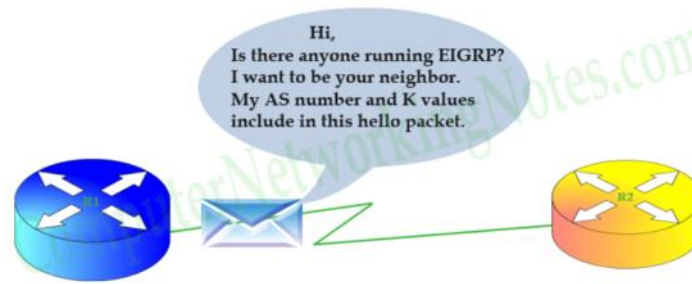 Hi,
Is there anyone running EIGRP?
I want to be your neighbor.
My AS number and K values
include in this hello packet.
R1
R2
ComputerNetworkingNotes.com